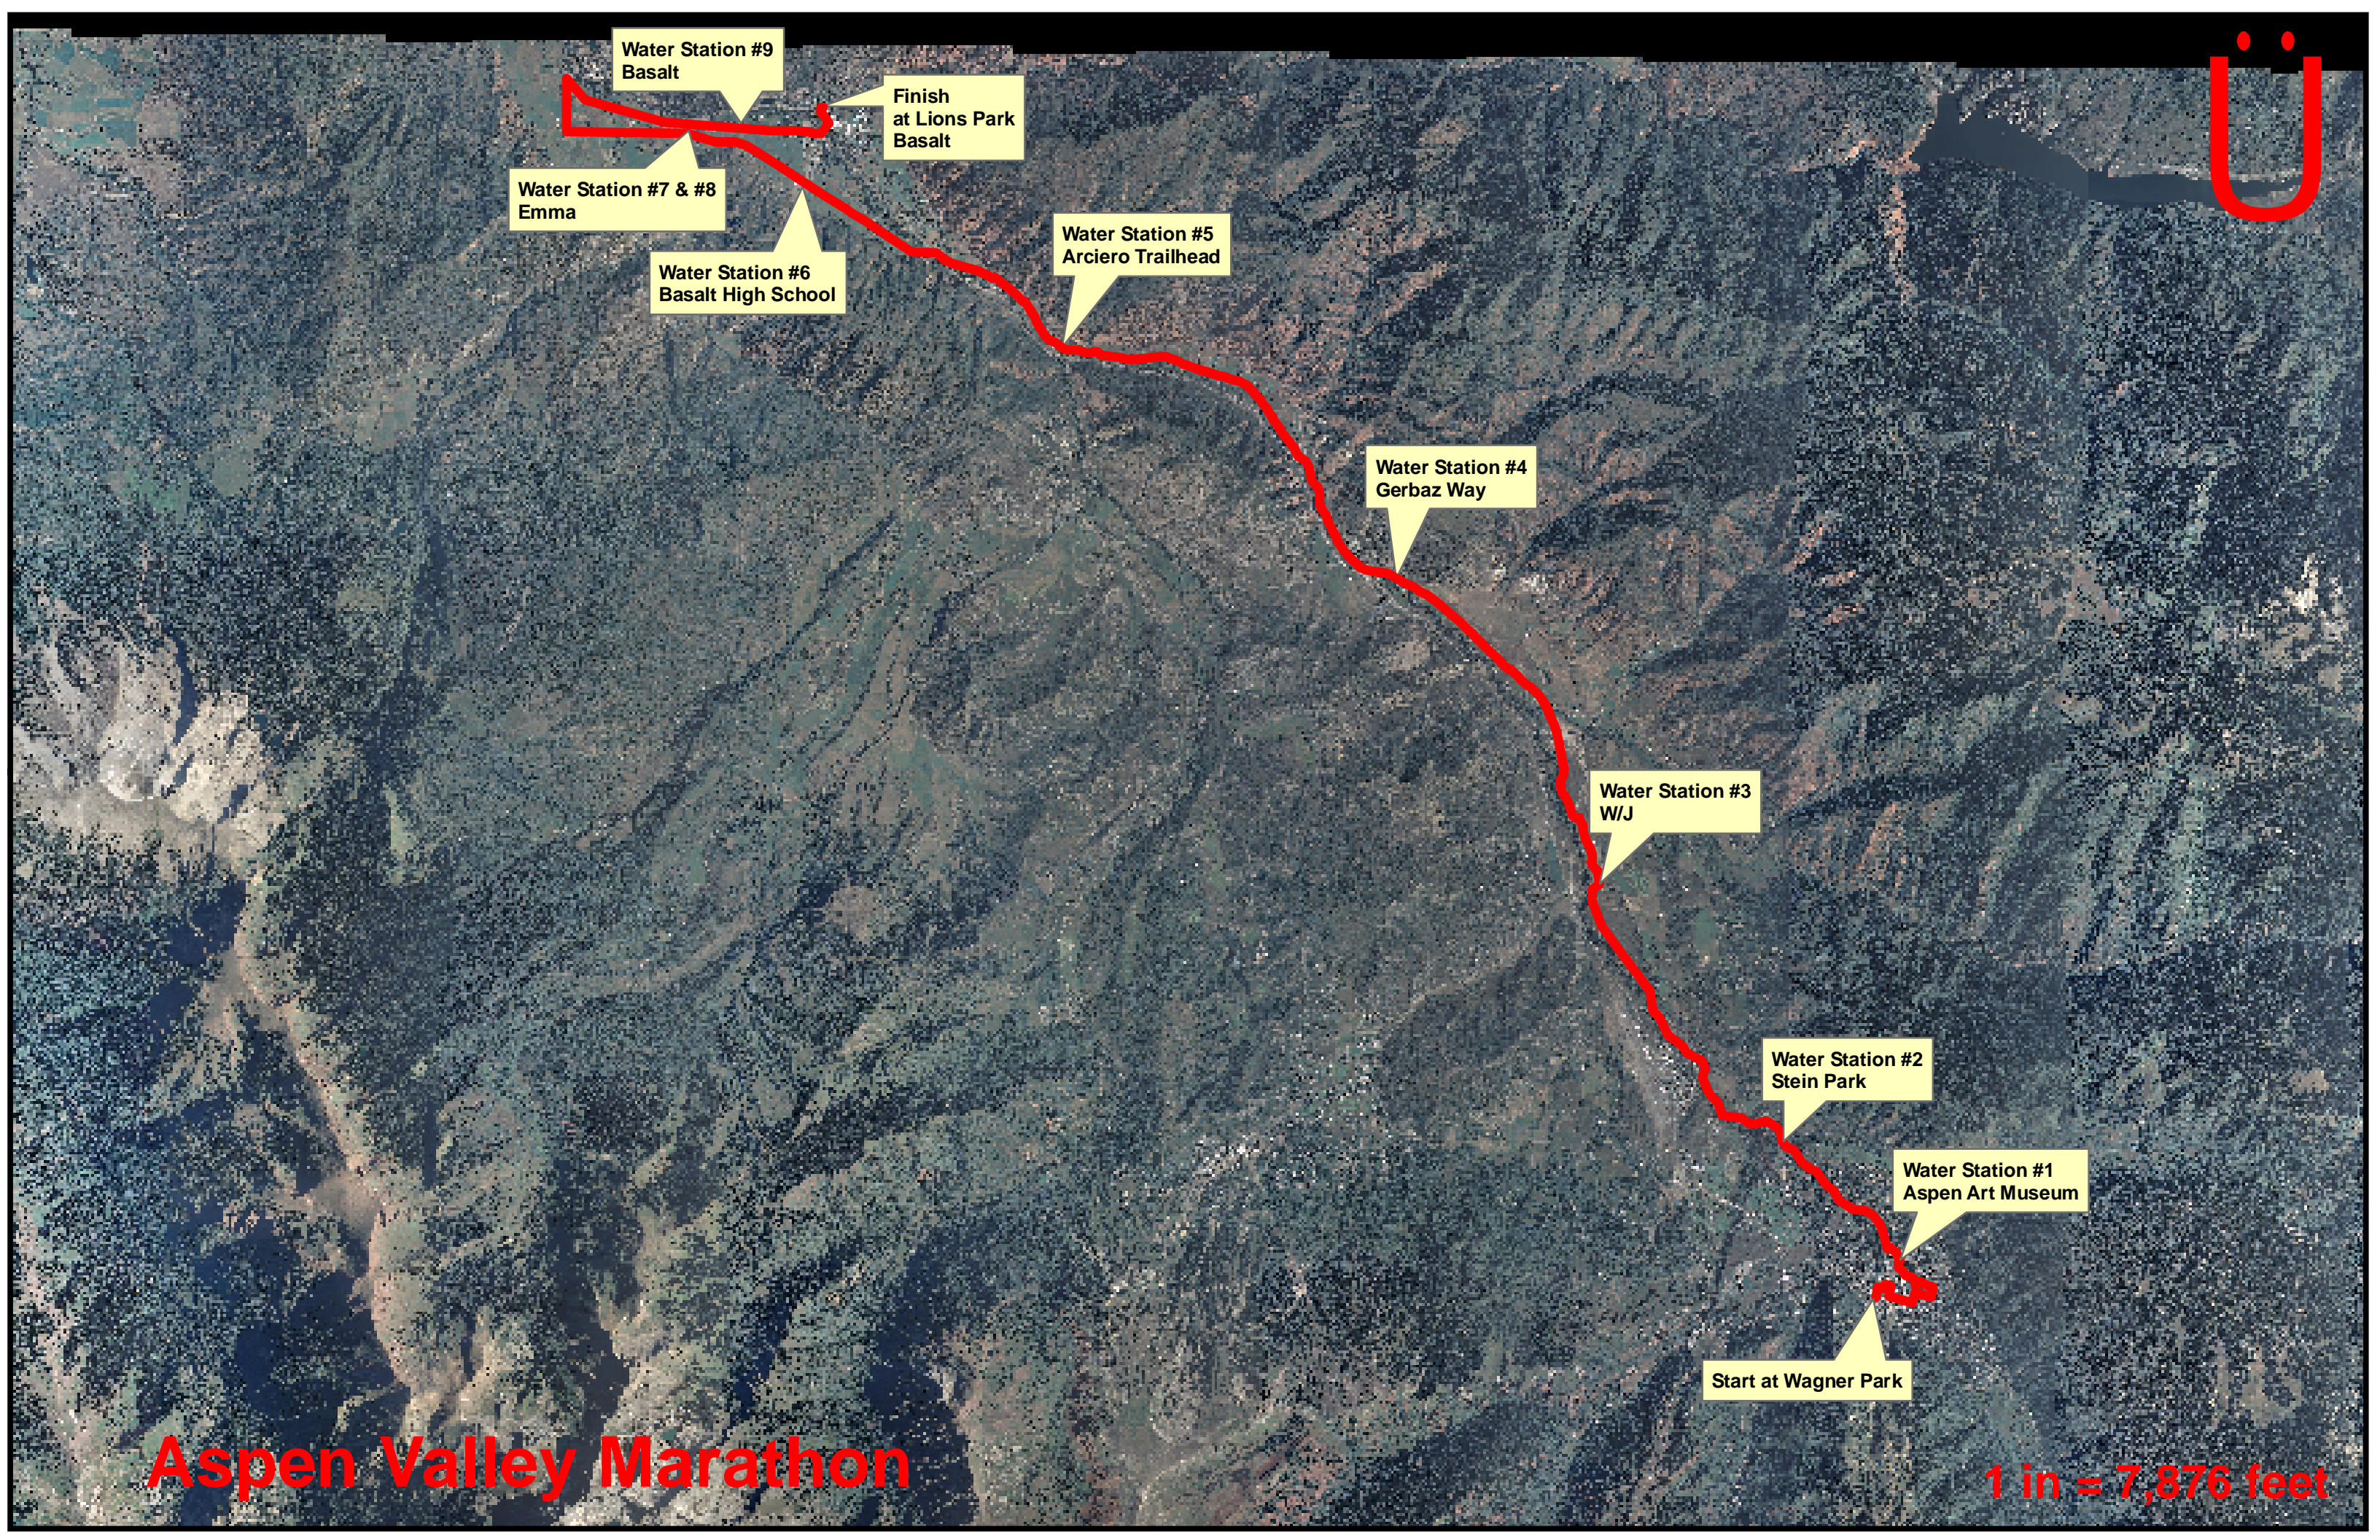 Water Station #9
Basalt
Finish
at Lions Park
Basalt
Ü
Water Station #7 & #8
Emma
Water Station #6
Basalt High School
Water Station #5
Arciero Trailhead
Water Station #4
Gerbaz Way
Water Station #3
W/J
Water Station #2
Stein Park
Water Station #1
Aspen Art Museum
Start at Wagner Park
Aspen Valley Marathon
1 in = 7,876 feet